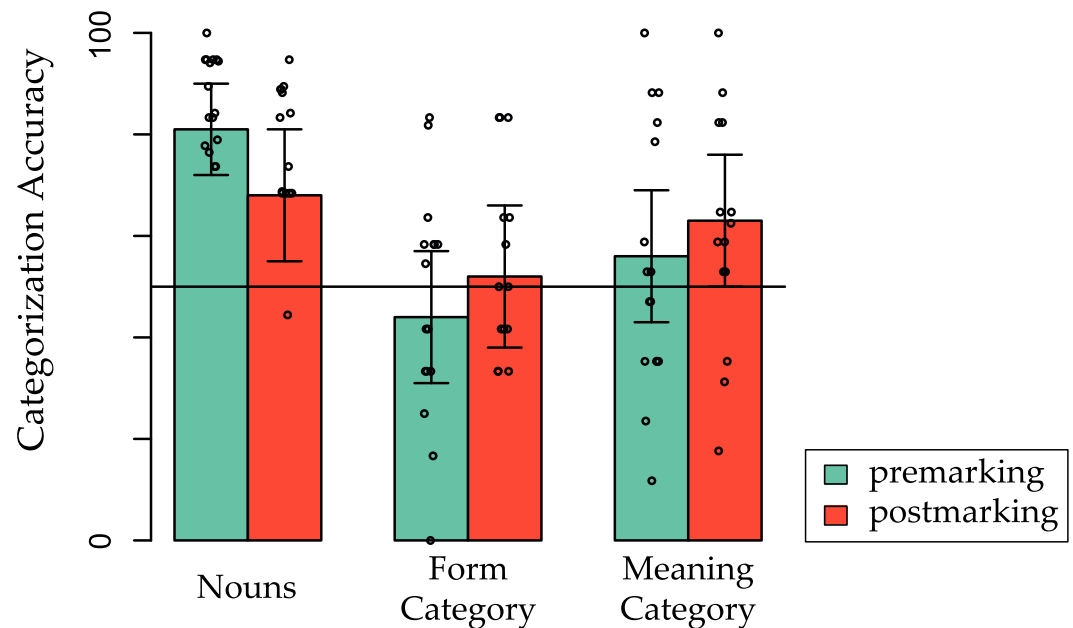 Categorization Accuracy
100
0
Nouns
Form
Category
Meaning
Category
premarking
postmarking